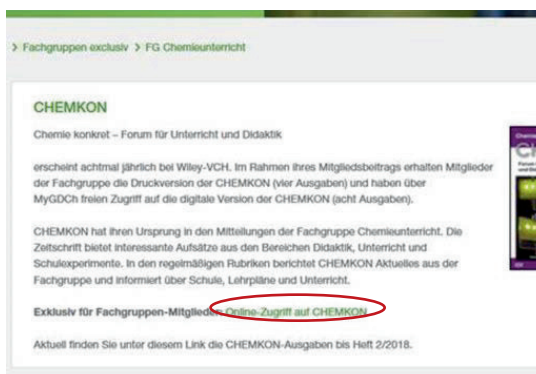 > Fachgruppen exclusiv > FG Chemieunterricht
CHEMKON
Chemie konkret – Forum für Unterricht und Didaktik
erscheint achtmal jährlich bei Wiley-VCH. Im Rahmen ihres Mitgliedsbeitrags erhalten Mitglieder
der Fachgruppe die Druckversion der CHEMKON (vier Ausgaben) und haben über
MyGDCh freien Zugriff auf die digitale Version der CHEMKON (acht Ausgaben).
CHEMKON hat ihren Ursprung in den Mitteilungen der Fachgruppe Chemieunterricht. Die
Zeitschrift bietet interessante Aufsätze aus den Bereichen Didaktik, Unterricht und
Schulexperimente. In den regelmäßigen Rubriken berichtet CHEMKON Aktuelles aus der
Fachgruppe und informiert über Schule, Lehrpläne und Unterricht.
Exklusiv für Fachgruppen-Mitglieder: Online-Zugriff auf CHEMKON
Aktuell finden Sie unter diesem Link die CHEMKON-Ausgaben bis Heft 2/2018.